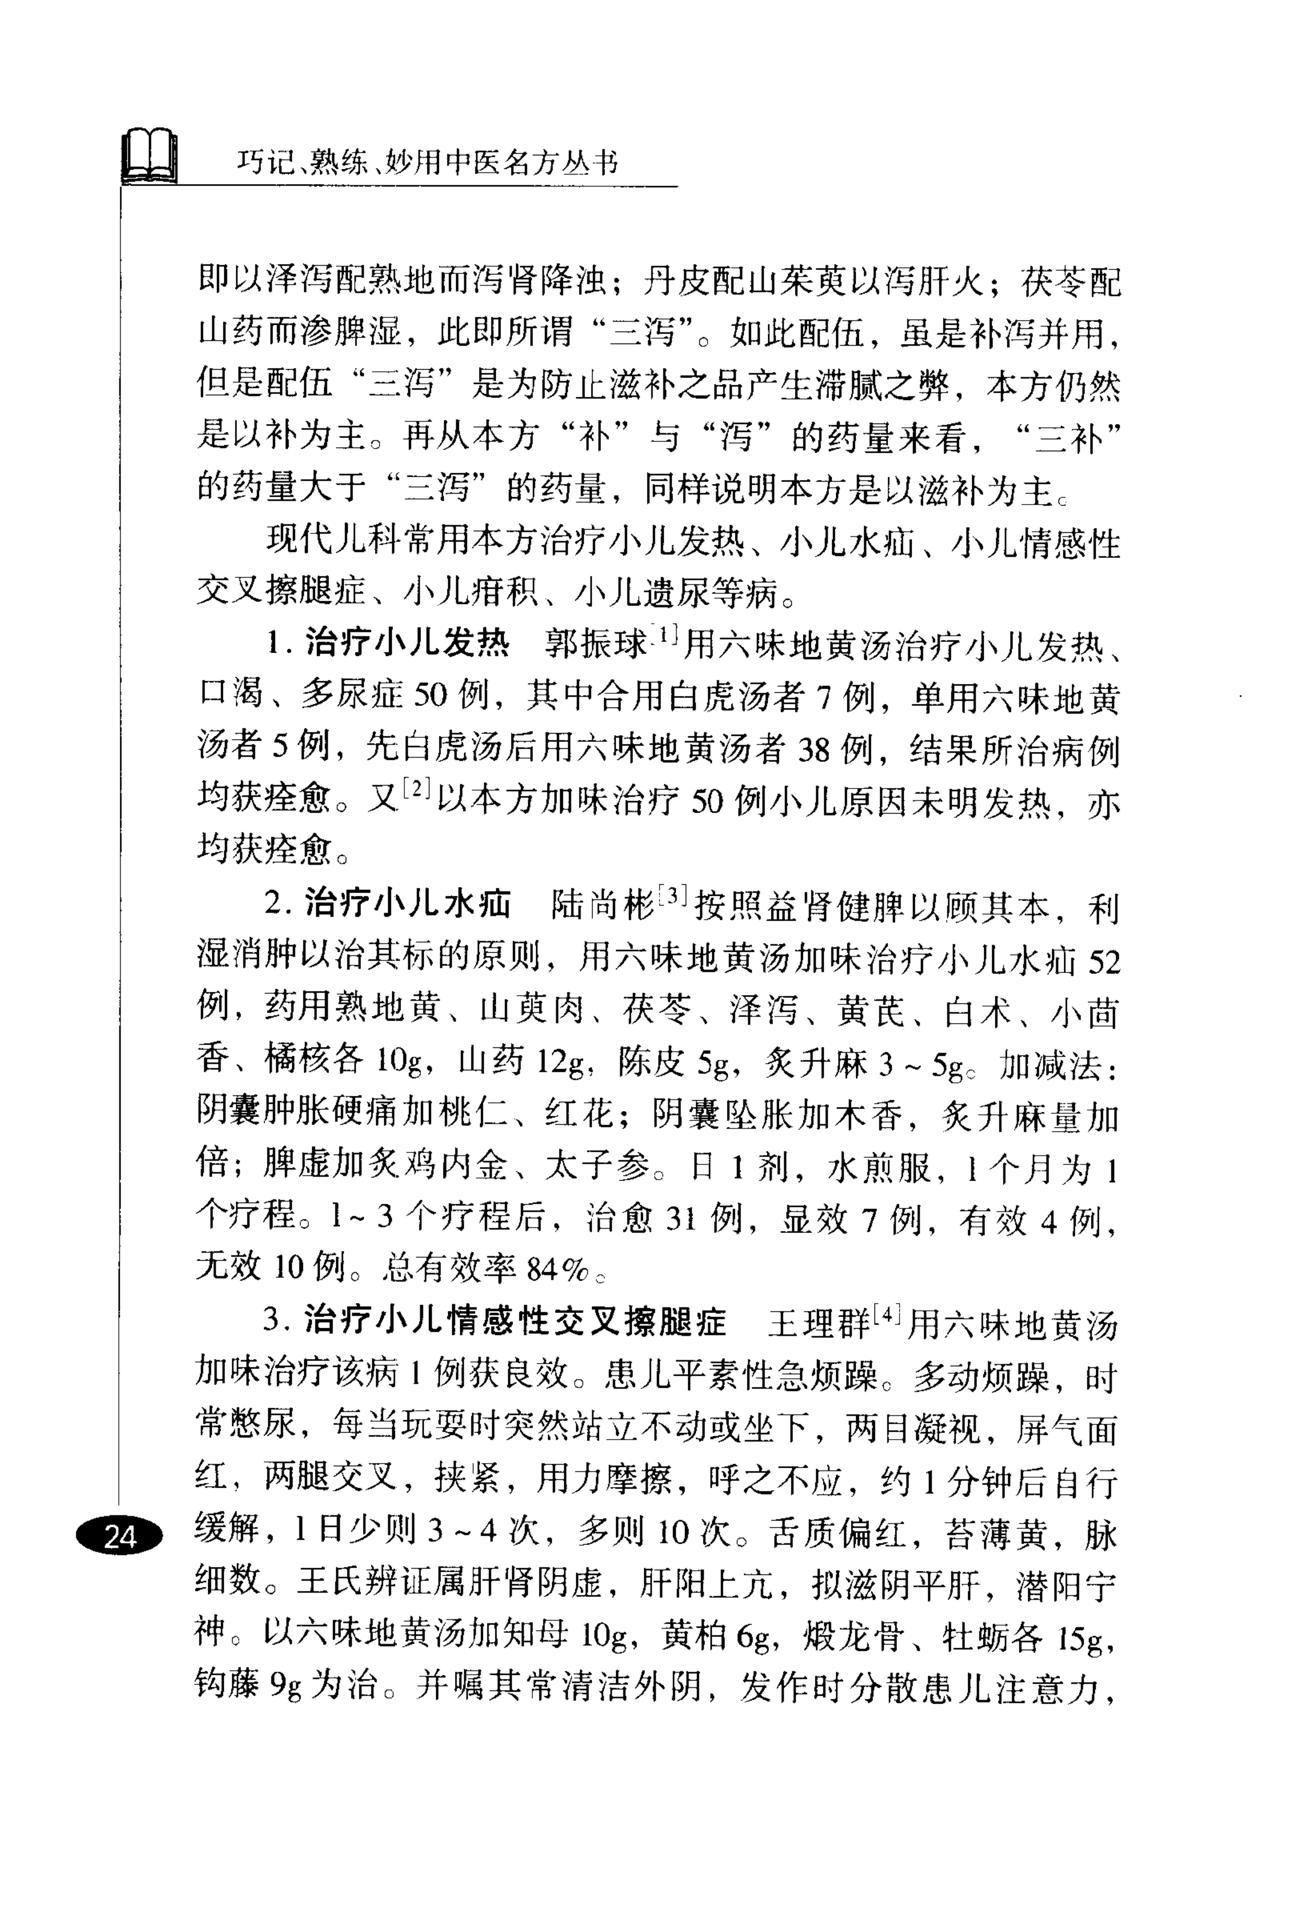 巧记、熟练、妙用中医名方丛书
即以泽泻配熟地而泻肾降浊；丹皮配山茱萸以泻肝火；茯苓配
山药而渗脾湿，此即所谓“三泻”。如此配伍，虽是补泻并用，
但是配伍“三泻”是为防止滋补之品产生滞腻之弊，本方仍然
是以补为主。再从本方“补”与“泻”的药量来看，“三补”
的药量大于“三泻”的药量，同样说明本方是以滋补为主。
现代儿科常用本方治疗小儿发热、小儿水疝、小儿情感性
交叉擦腿症、小儿疳积、小儿遗尿等病。
1. 治疗小儿发热　郭振球[1]用六味地黄汤治疗小儿发热、
口渴、多尿症 50 例，其中合用白虎汤者 7 例，单用六味地黄
汤者 5 例，先白虎汤后用六味地黄汤者 38 例，结果所治病例
均获痊愈。又[2]以本方加味治疗 50 例小儿原因未明发热，亦
均获痊愈。
2. 治疗小儿水疝　陆尚彬[3]按照益肾健脾以顾其本，利
湿消肿以治其标的原则，用六味地黄汤加味治疗小儿水疝 52
例，药用熟地黄、山萸肉、茯苓、泽泻、黄芪、白术、小茴
香、橘核各 10g，山药 12g，陈皮 5g，炙升麻 3～5g。加减法：
阴囊肿胀硬痛加桃仁、红花；阴囊坠胀加木香，炙升麻量加
倍；脾虚加炙鸡内金、太子参。日 1 剂，水煎服，1 个月为 1
个疗程。1～3 个疗程后，治愈 31 例，显效 7 例，有效 4 例，
无效 10 例。总有效率 84%。
3. 治疗小儿情感性交叉擦腿症　王理群[4]用六味地黄汤
加味治疗该病 1 例获良效。患儿平素性急烦躁。多动烦躁，时
常憋尿，每当玩耍时突然站立不动或坐下，两目凝视，屏气面
红，两腿交叉，挟紧，用力摩擦，呼之不应，约 1 分钟后自行
缓解，1 日少则 3～4 次，多则 10 次。舌质偏红，苔薄黄，脉
细数。王氏辨证属肝肾阴虚，肝阳上亢，拟滋阴平肝，潜阳宁
神。以六味地黄汤加知母 10g，黄柏 6g，煅龙骨、牡蛎各 15g，
钩藤 9g 为治。并嘱其常清洁外阴，发作时分散患儿注意力，
24